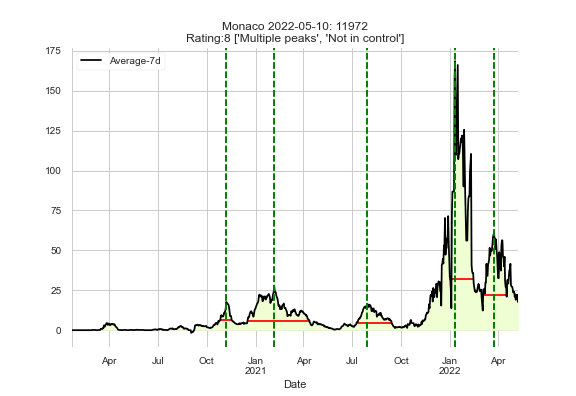 Monaco 2022-05-10: 11972
Rating:8 ['Multiple peaks', 'Not in control']
Average-7d
175
150
125
100
75
50
25
0
Apr Jul Oct Jan Apr Jul Oct Jan Apr
2021 2022
Date